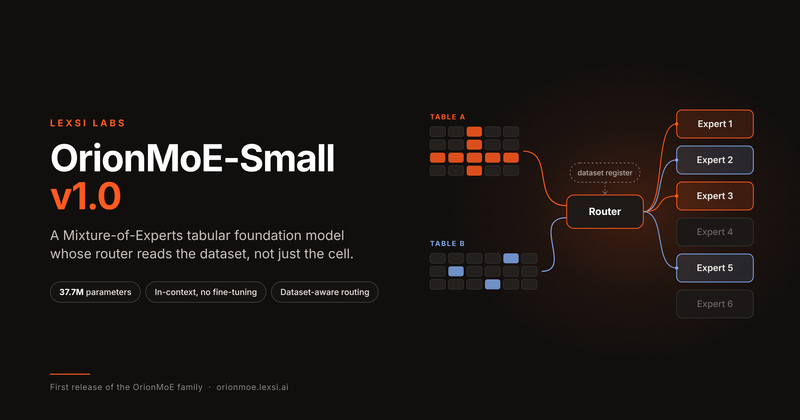 LEXSI LABS
OrionMoE-Small
v1.0
A Mixture-of-Experts tabular foundation model
whose router reads the dataset, not just the cell.
37.7M parameters
In-context, no fine-tuning
Dataset-aware routing
First release of the OrionMoE family · orionmoe.lexsi.ai
TABLE A
TABLE B
dataset register
Router
Expert 1
Expert 2
Expert 3
Expert 4
Expert 5
Expert 6